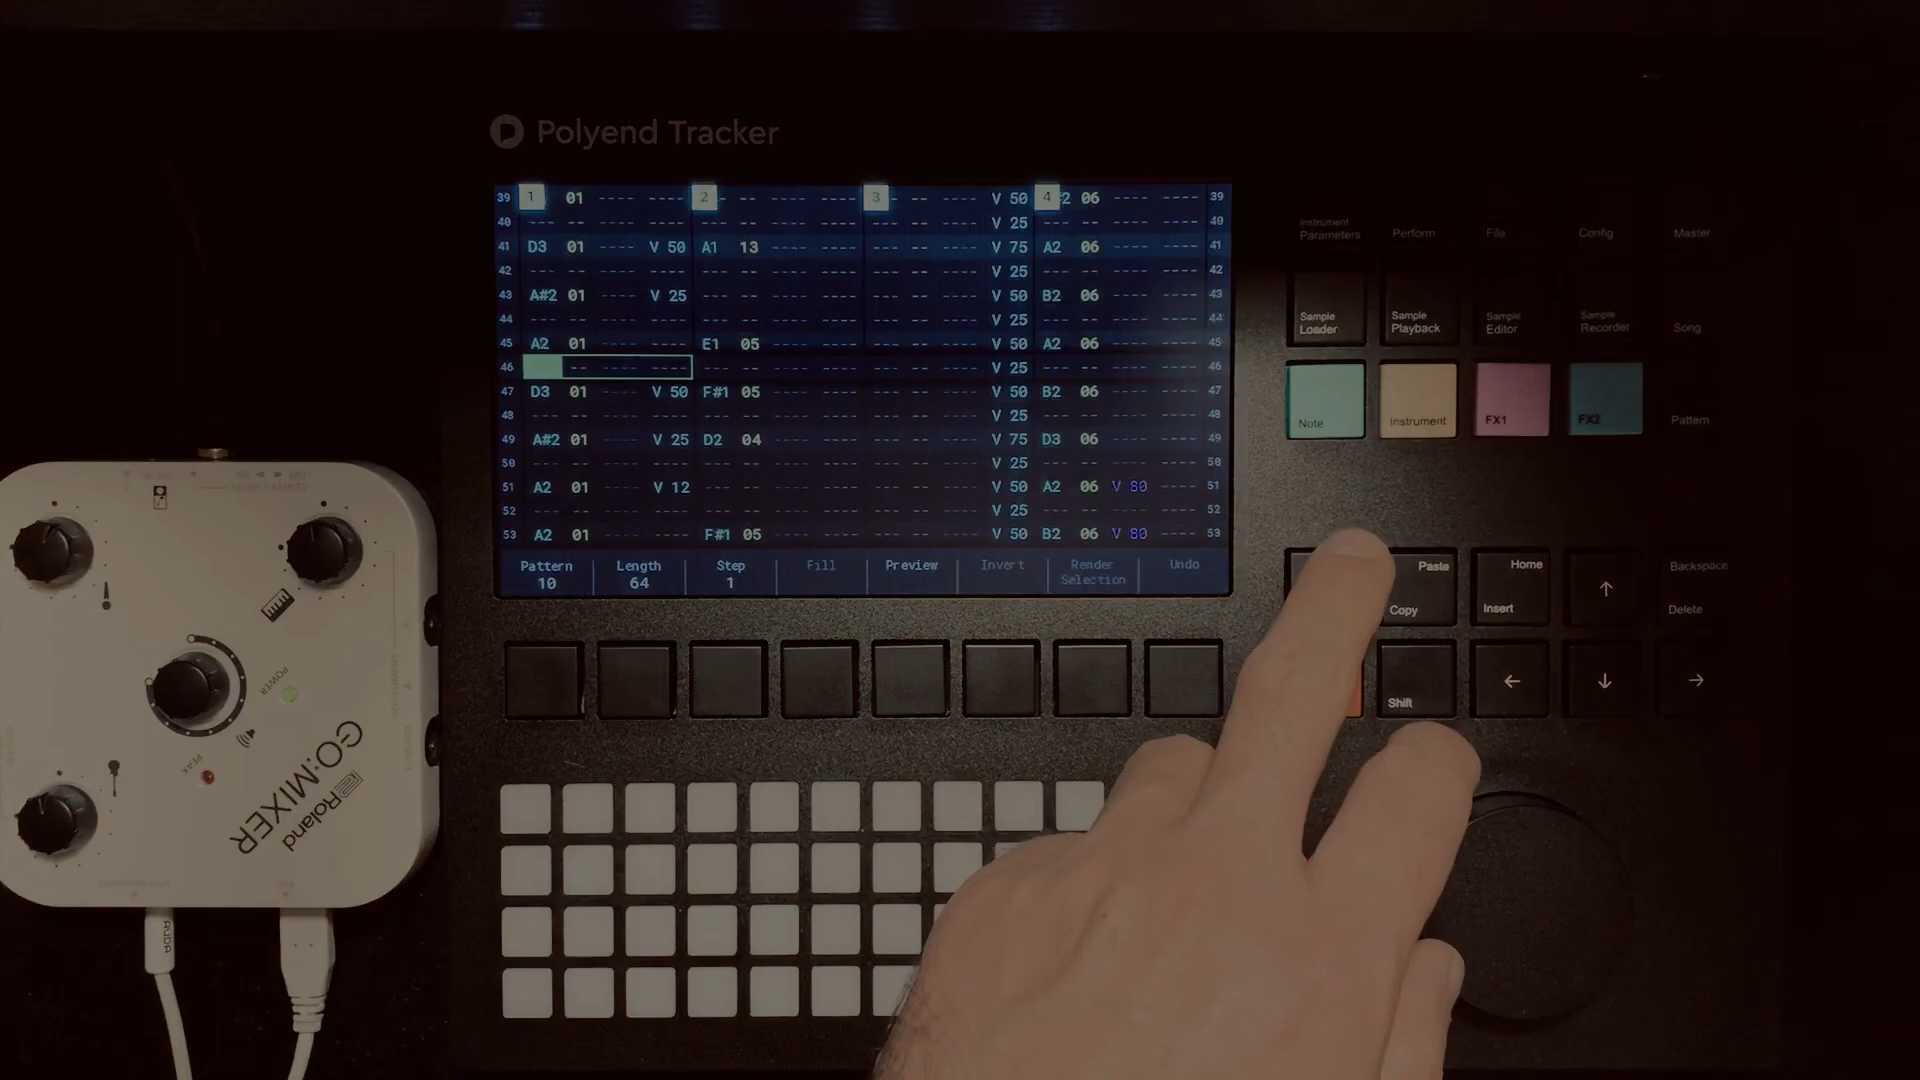 Polyend Tracker
39 1 01 ---- ---- 2 - -- ---- ---- 3 - -- ---- V 50 4 2 06 ---- ---- 39
40 --- -- ---- ---- --- -- ---- ---- --- -- ---- V 25 --- -- ---- ---- 40
41 D3 01 ---- V 50 A1 13 ---- ---- --- -- ---- V 75 A2 06 ---- ---- 41
42 --- -- ---- ---- --- -- ---- ---- --- -- ---- V 25 --- -- ---- ---- 42
43 A#2 01 ---- V 25 --- -- ---- ---- --- -- ---- V 50 B2 06 ---- ---- 43
44 --- -- ---- ---- --- -- ---- ---- --- -- ---- V 25 --- -- ---- ---- 44
45 A2 01 ---- ---- E1 05 ---- ---- --- -- ---- V 50 A2 06 ---- ---- 45
46 -- ---- ---- --- -- ---- ---- --- -- ---- V 25 --- -- ---- ---- 46
47 D3 01 ---- V 50 F#1 05 ---- ---- --- -- ---- V 50 B2 06 ---- ---- 47
48 --- -- ---- ---- --- -- ---- ---- --- -- ---- V 25 --- -- ---- ---- 48
49 A#2 01 ---- V 25 D2 04 ---- ---- --- -- ---- V 75 D3 06 ---- ---- 49
50 --- -- ---- ---- --- -- ---- ---- --- -- ---- V 25 --- -- ---- ---- 50
51 A2 01 ---- V 12 --- -- ---- ---- --- -- ---- V 50 A2 06 V 80 ---- 51
52 --- -- ---- ---- --- -- ---- ---- --- -- ---- V 25 --- -- ---- ---- 52
53 A2 01 ---- ---- F#1 05 ---- ---- --- -- ---- V 50 B2 06 V 80 ---- 53
Pattern Length Step Fill Preview Invert Render Undo
10 64 1 Selection
Instrument
Parameters Perform File Config Master
Sample Sample Sample Sample
Loader Playback Editor Recorder Song
Note Instrument FX1 FX2 Pattern
Paste Home Backspace
Copy Insert ↑ Delete
Shift ← ↓ →
POWER
PEAK
Roland
GO:MIXER